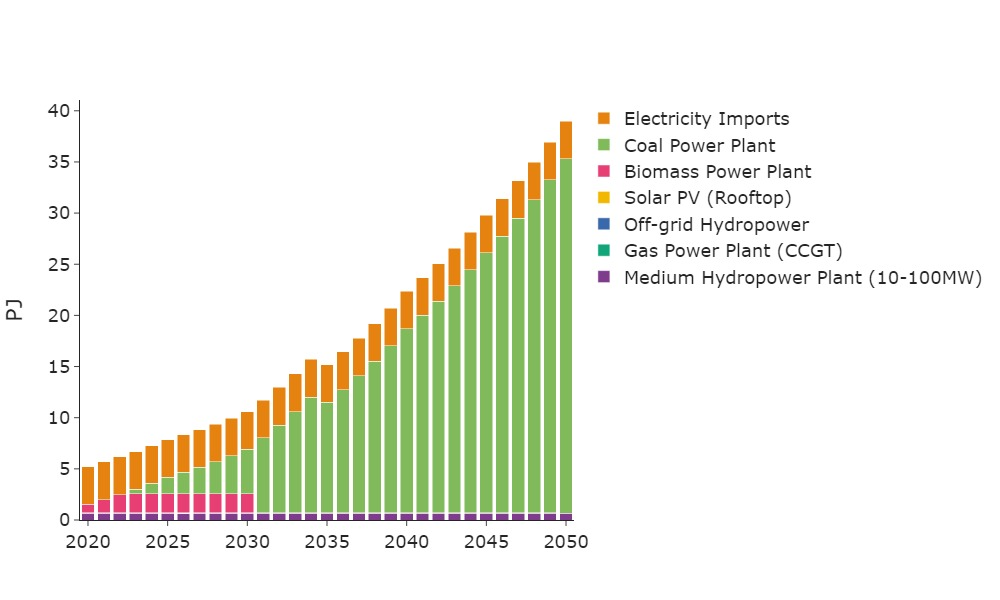 40
35
30
25
20
15
10
5
0
PJ
2020 2025 2030 2035 2040 2045 2050
Electricity Imports
Coal Power Plant
Biomass Power Plant
Solar PV (Rooftop)
Off-grid Hydropower
Gas Power Plant (CCGT)
Medium Hydropower Plant (10-100MW)